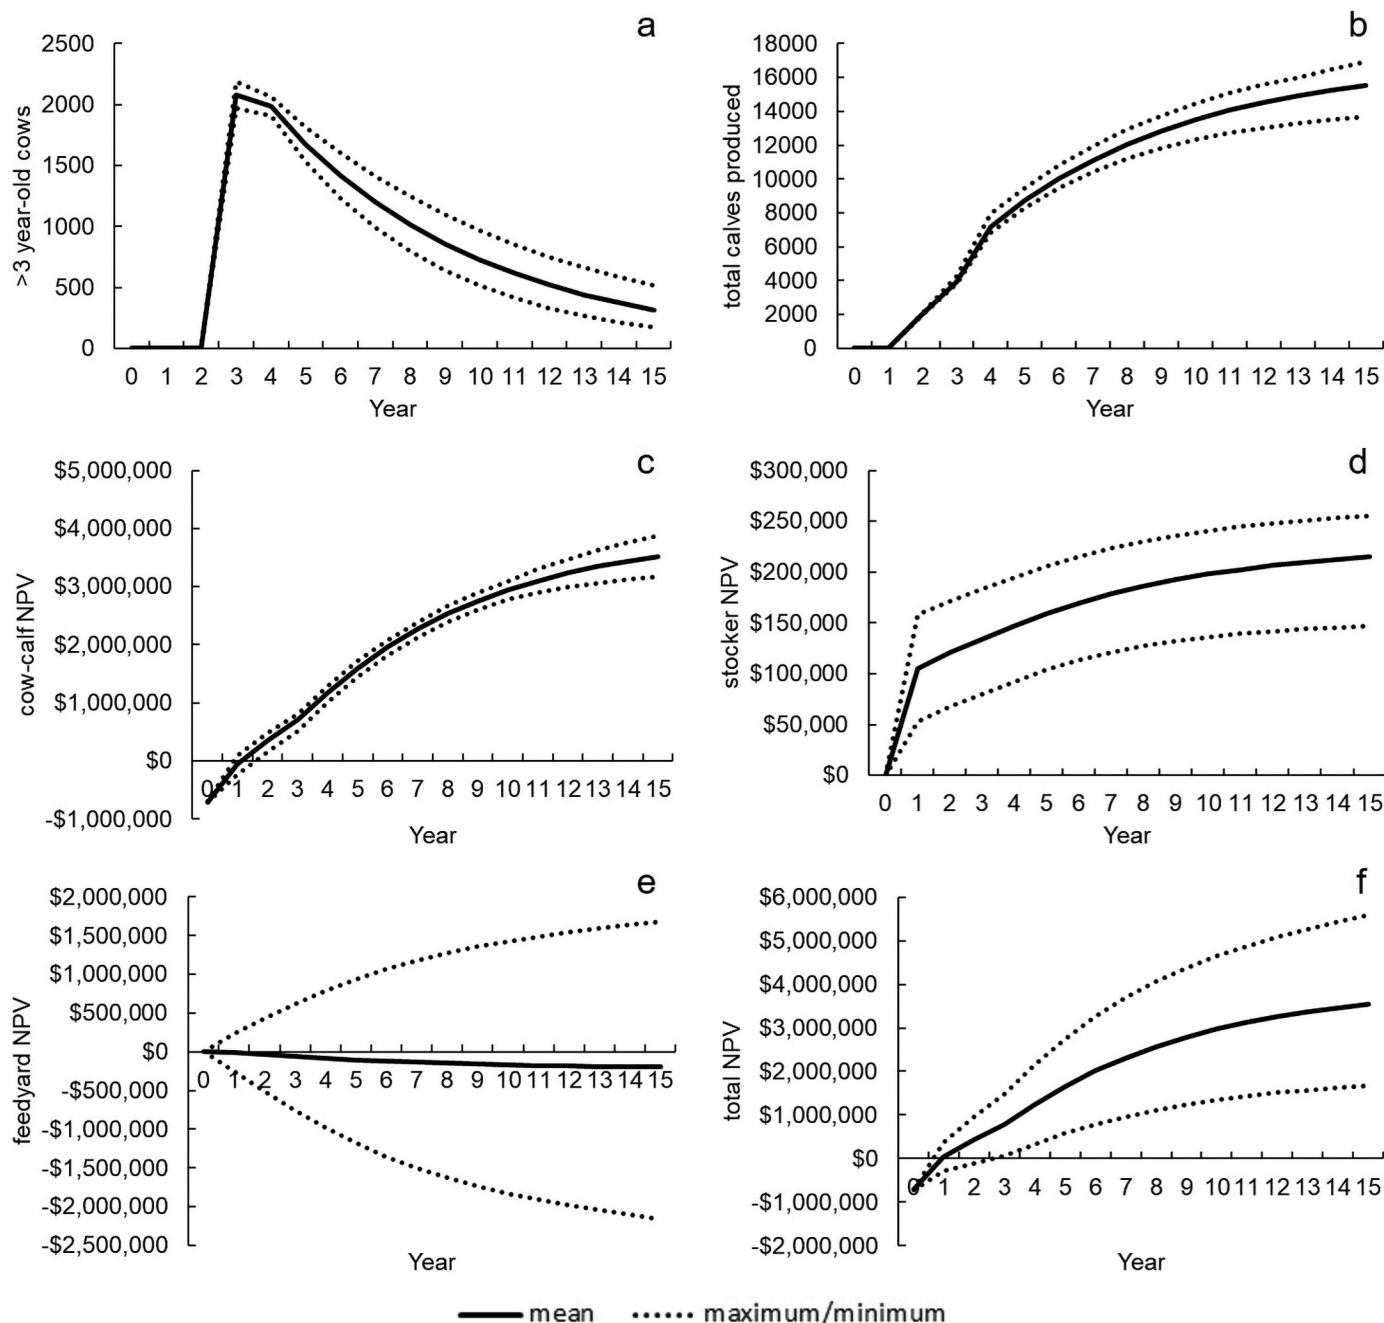 a
2500
2000
1500
1000
500
0
>3 year-old cows
0 1 2 3 4 5 6 7 8 9 10 11 12 13 14 15
Year
b
18000
16000
14000
12000
10000
8000
6000
4000
2000
0
total calves produced
0 1 2 3 4 5 6 7 8 9 10 11 12 13 14 15
Year
c
$5,000,000
$4,000,000
$3,000,000
$2,000,000
$1,000,000
$0
-$1,000,000
cow-calf NPV
0 1 2 3 4 5 6 7 8 9 10 11 12 13 14 15
Year
d
$300,000
$250,000
$200,000
$150,000
$100,000
$50,000
$0
stocker NPV
0 1 2 3 4 5 6 7 8 9 10 11 12 13 14 15
Year
e
$2,000,000
$1,500,000
$1,000,000
$500,000
$0
-$500,000
-$1,000,000
-$1,500,000
-$2,000,000
-$2,500,000
feedyard NPV
0 1 2 3 4 5 6 7 8 9 10 11 12 13 14 15
Year
f
$6,000,000
$5,000,000
$4,000,000
$3,000,000
$2,000,000
$1,000,000
$0
-$1,000,000
-$2,000,000
total NPV
0 1 2 3 4 5 6 7 8 9 10 11 12 13 14 15
Year
mean maximum/minimum